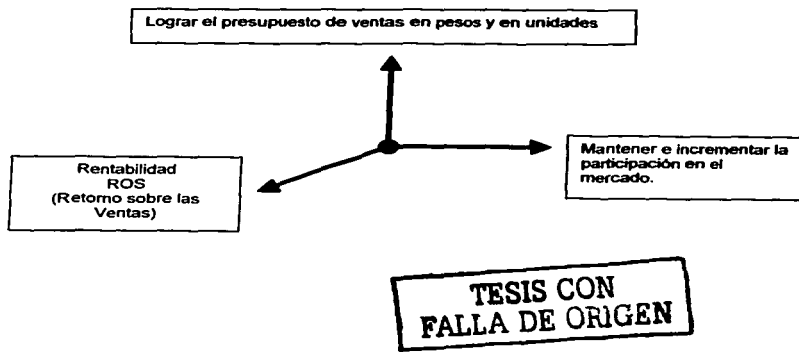 Lograr el presupuesto de ventas en pesos y en unidades
Rentabilidad
ROS
(Retorno sobre las
Ventas)
Mantener e incrementar la
participación en el
mercado.
TESIS CON
FALLA DE ORIGEN